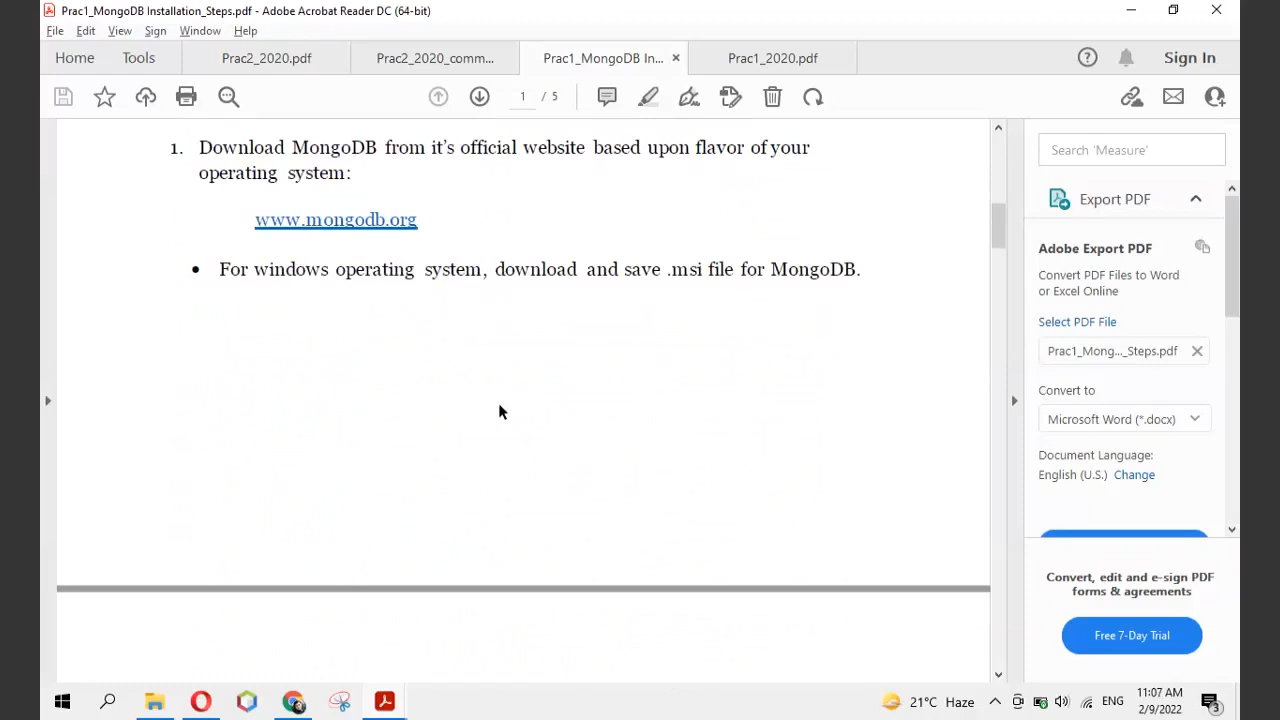 Prac1_MongoDB Installation_Steps.pdf - Adobe Acrobat Reader DC (64-bit)
File Edit View Sign Window Help
Home Tools Prac2_2020.pdf Prac2_2020_comm... Prac1_MongoDB In... × Prac1_2020.pdf Sign In
1 / 5
1. Download MongoDB from it's official website based upon flavor of your
operating system:
www.mongodb.org
• For windows operating system, download and save .msi file for MongoDB.
Search 'Measure'
Export PDF
Adobe Export PDF
Convert PDF Files to Word
or Excel Online
Select PDF File
Prac1_Mong..._Steps.pdf
Convert to
Microsoft Word (*.docx)
Document Language:
English (U.S.) Change
Convert, edit and e-sign PDF
forms & agreements
Free 7-Day Trial
21°C Haze ENG 11:07 AM
2/9/2022 3